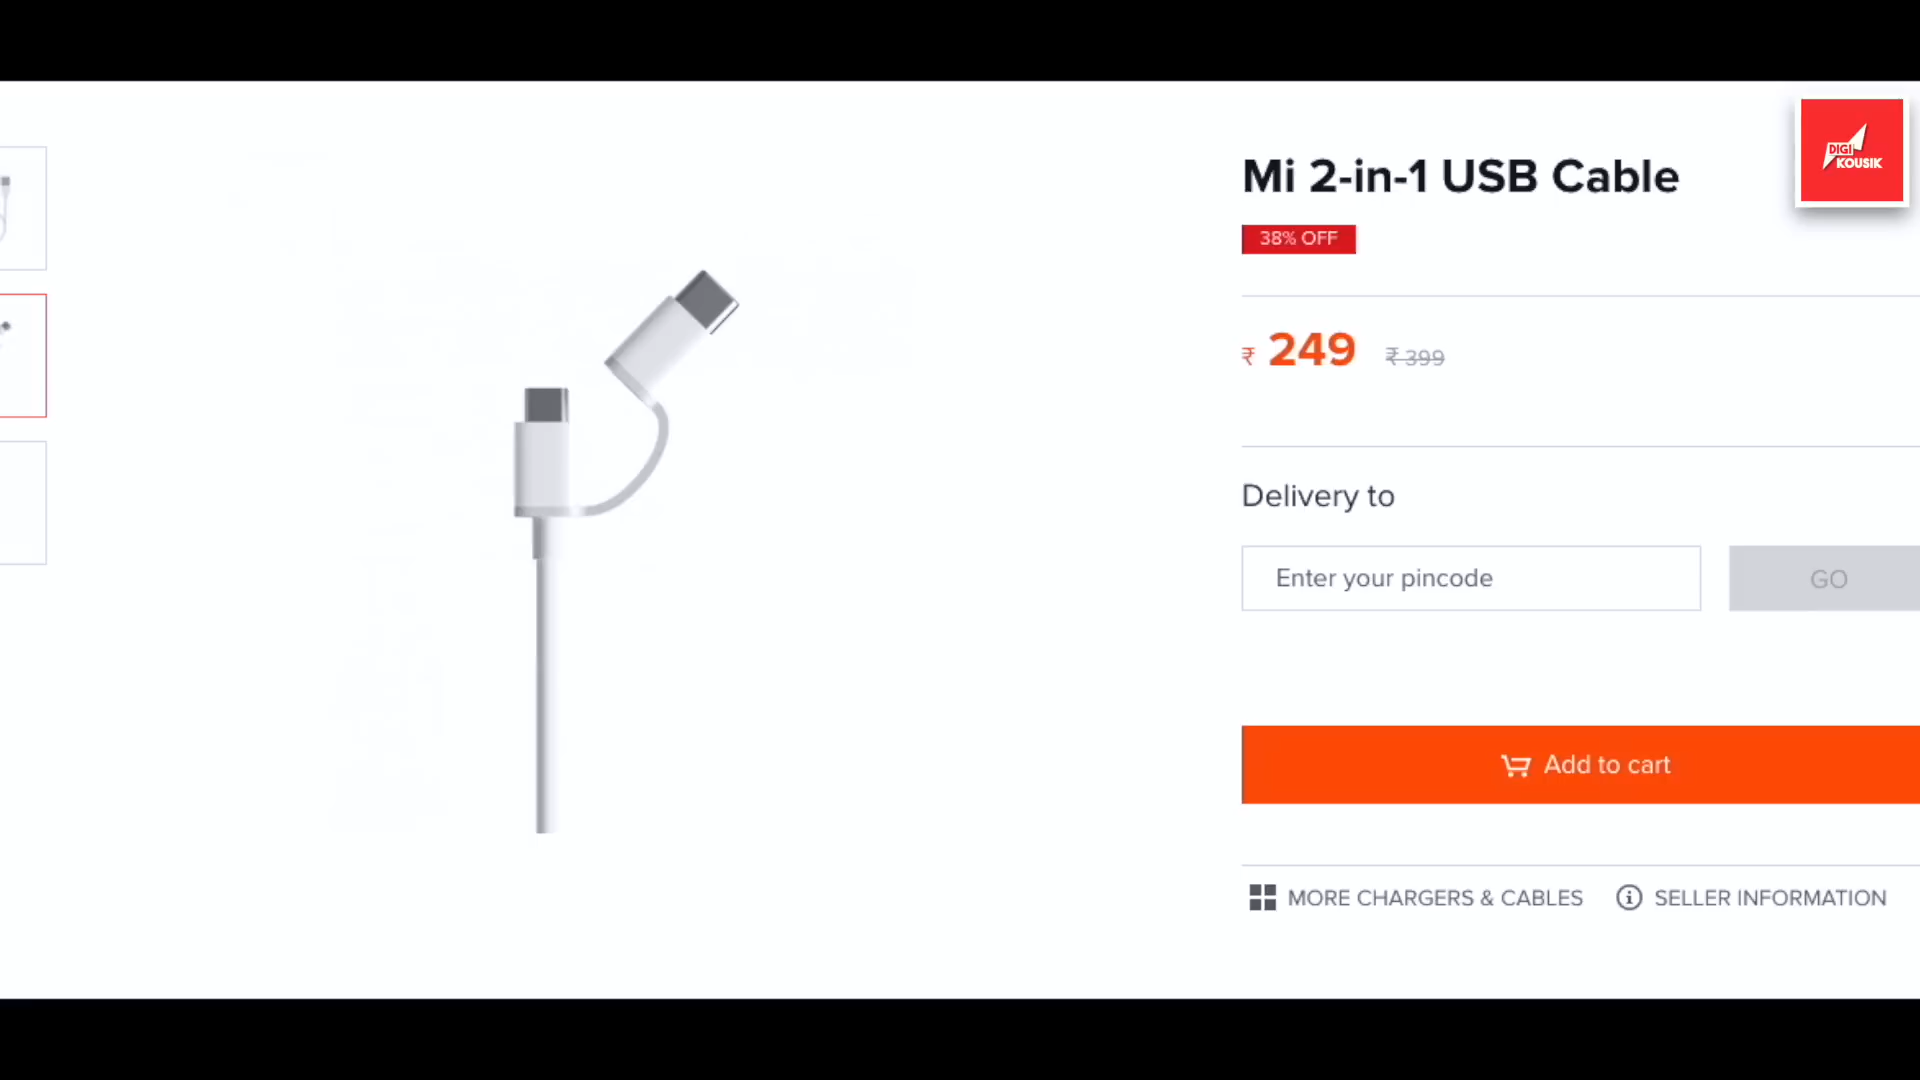 Mi 2-in-1 USB Cable
DIGI
KOUSIK
38% OFF
₹ 249 ₹ 399
Delivery to
Enter your pincode GO
Add to cart
MORE CHARGERS & CABLES SELLER INFORMATION